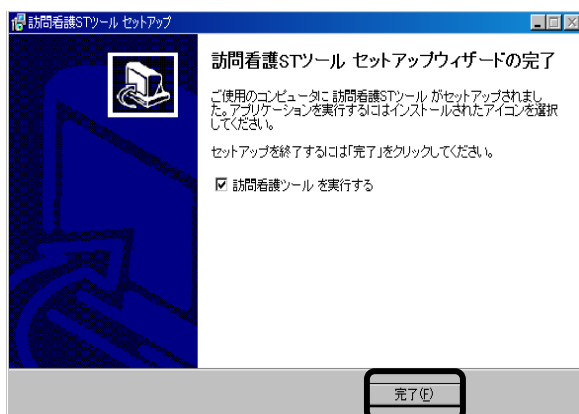 訪問看護STツール セットアップ
訪問看護STツール セットアップウィザードの完了
ご使用のコンピュータに 訪問看護STツール がセットアップされまし
た。アプリケーションを実行するにはインストールされたアイコンを選択
してください。
セットアップを終了するには「完了」をクリックしてください。
訪問看護ツール を実行する
完了(F)